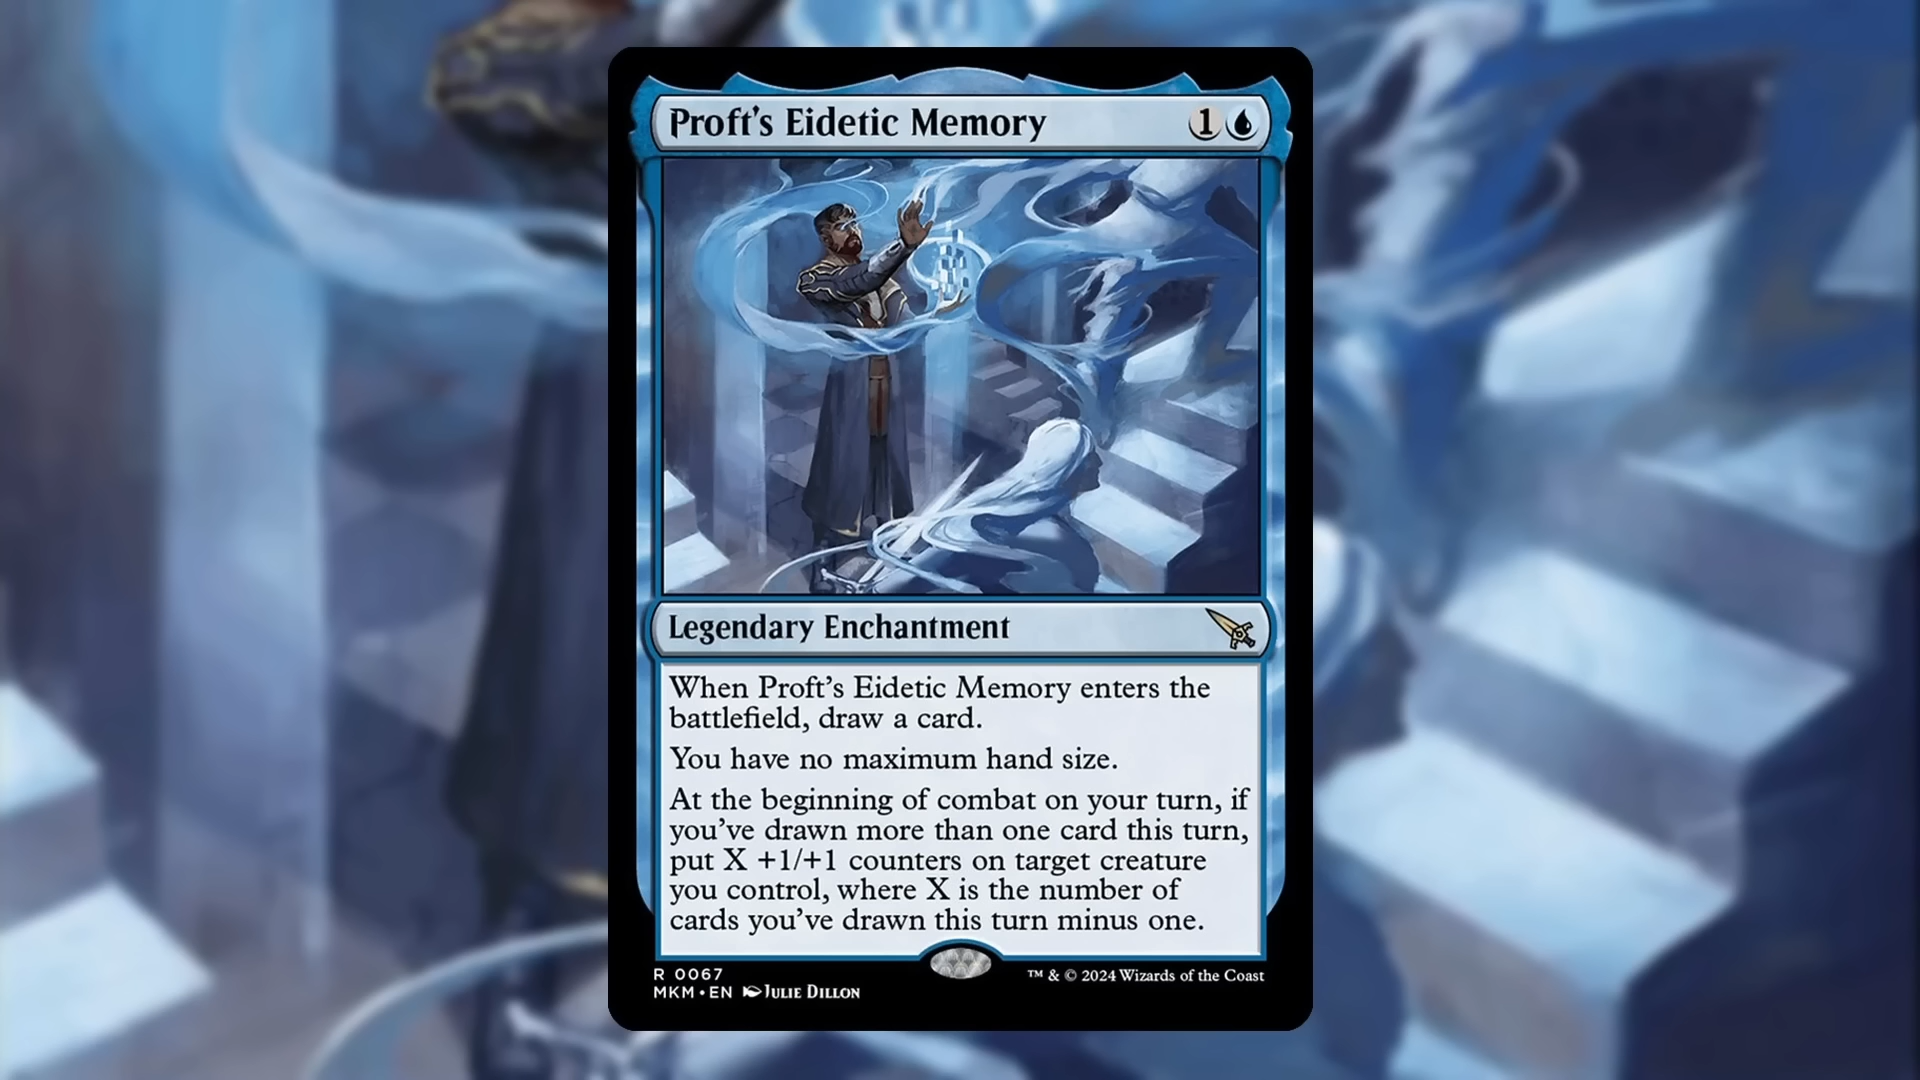 Proft's Eidetic Memory 1
Legendary Enchantment
When Proft's Eidetic Memory enters the
battlefield, draw a card.
You have no maximum hand size.
At the beginning of combat on your turn, if
you've drawn more than one card this turn,
put X +1/+1 counters on target creature
you control, where X is the number of
cards you've drawn this turn minus one.
R 0067
MKM • EN Julie Dillon
™ & © 2024 Wizards of the Coast